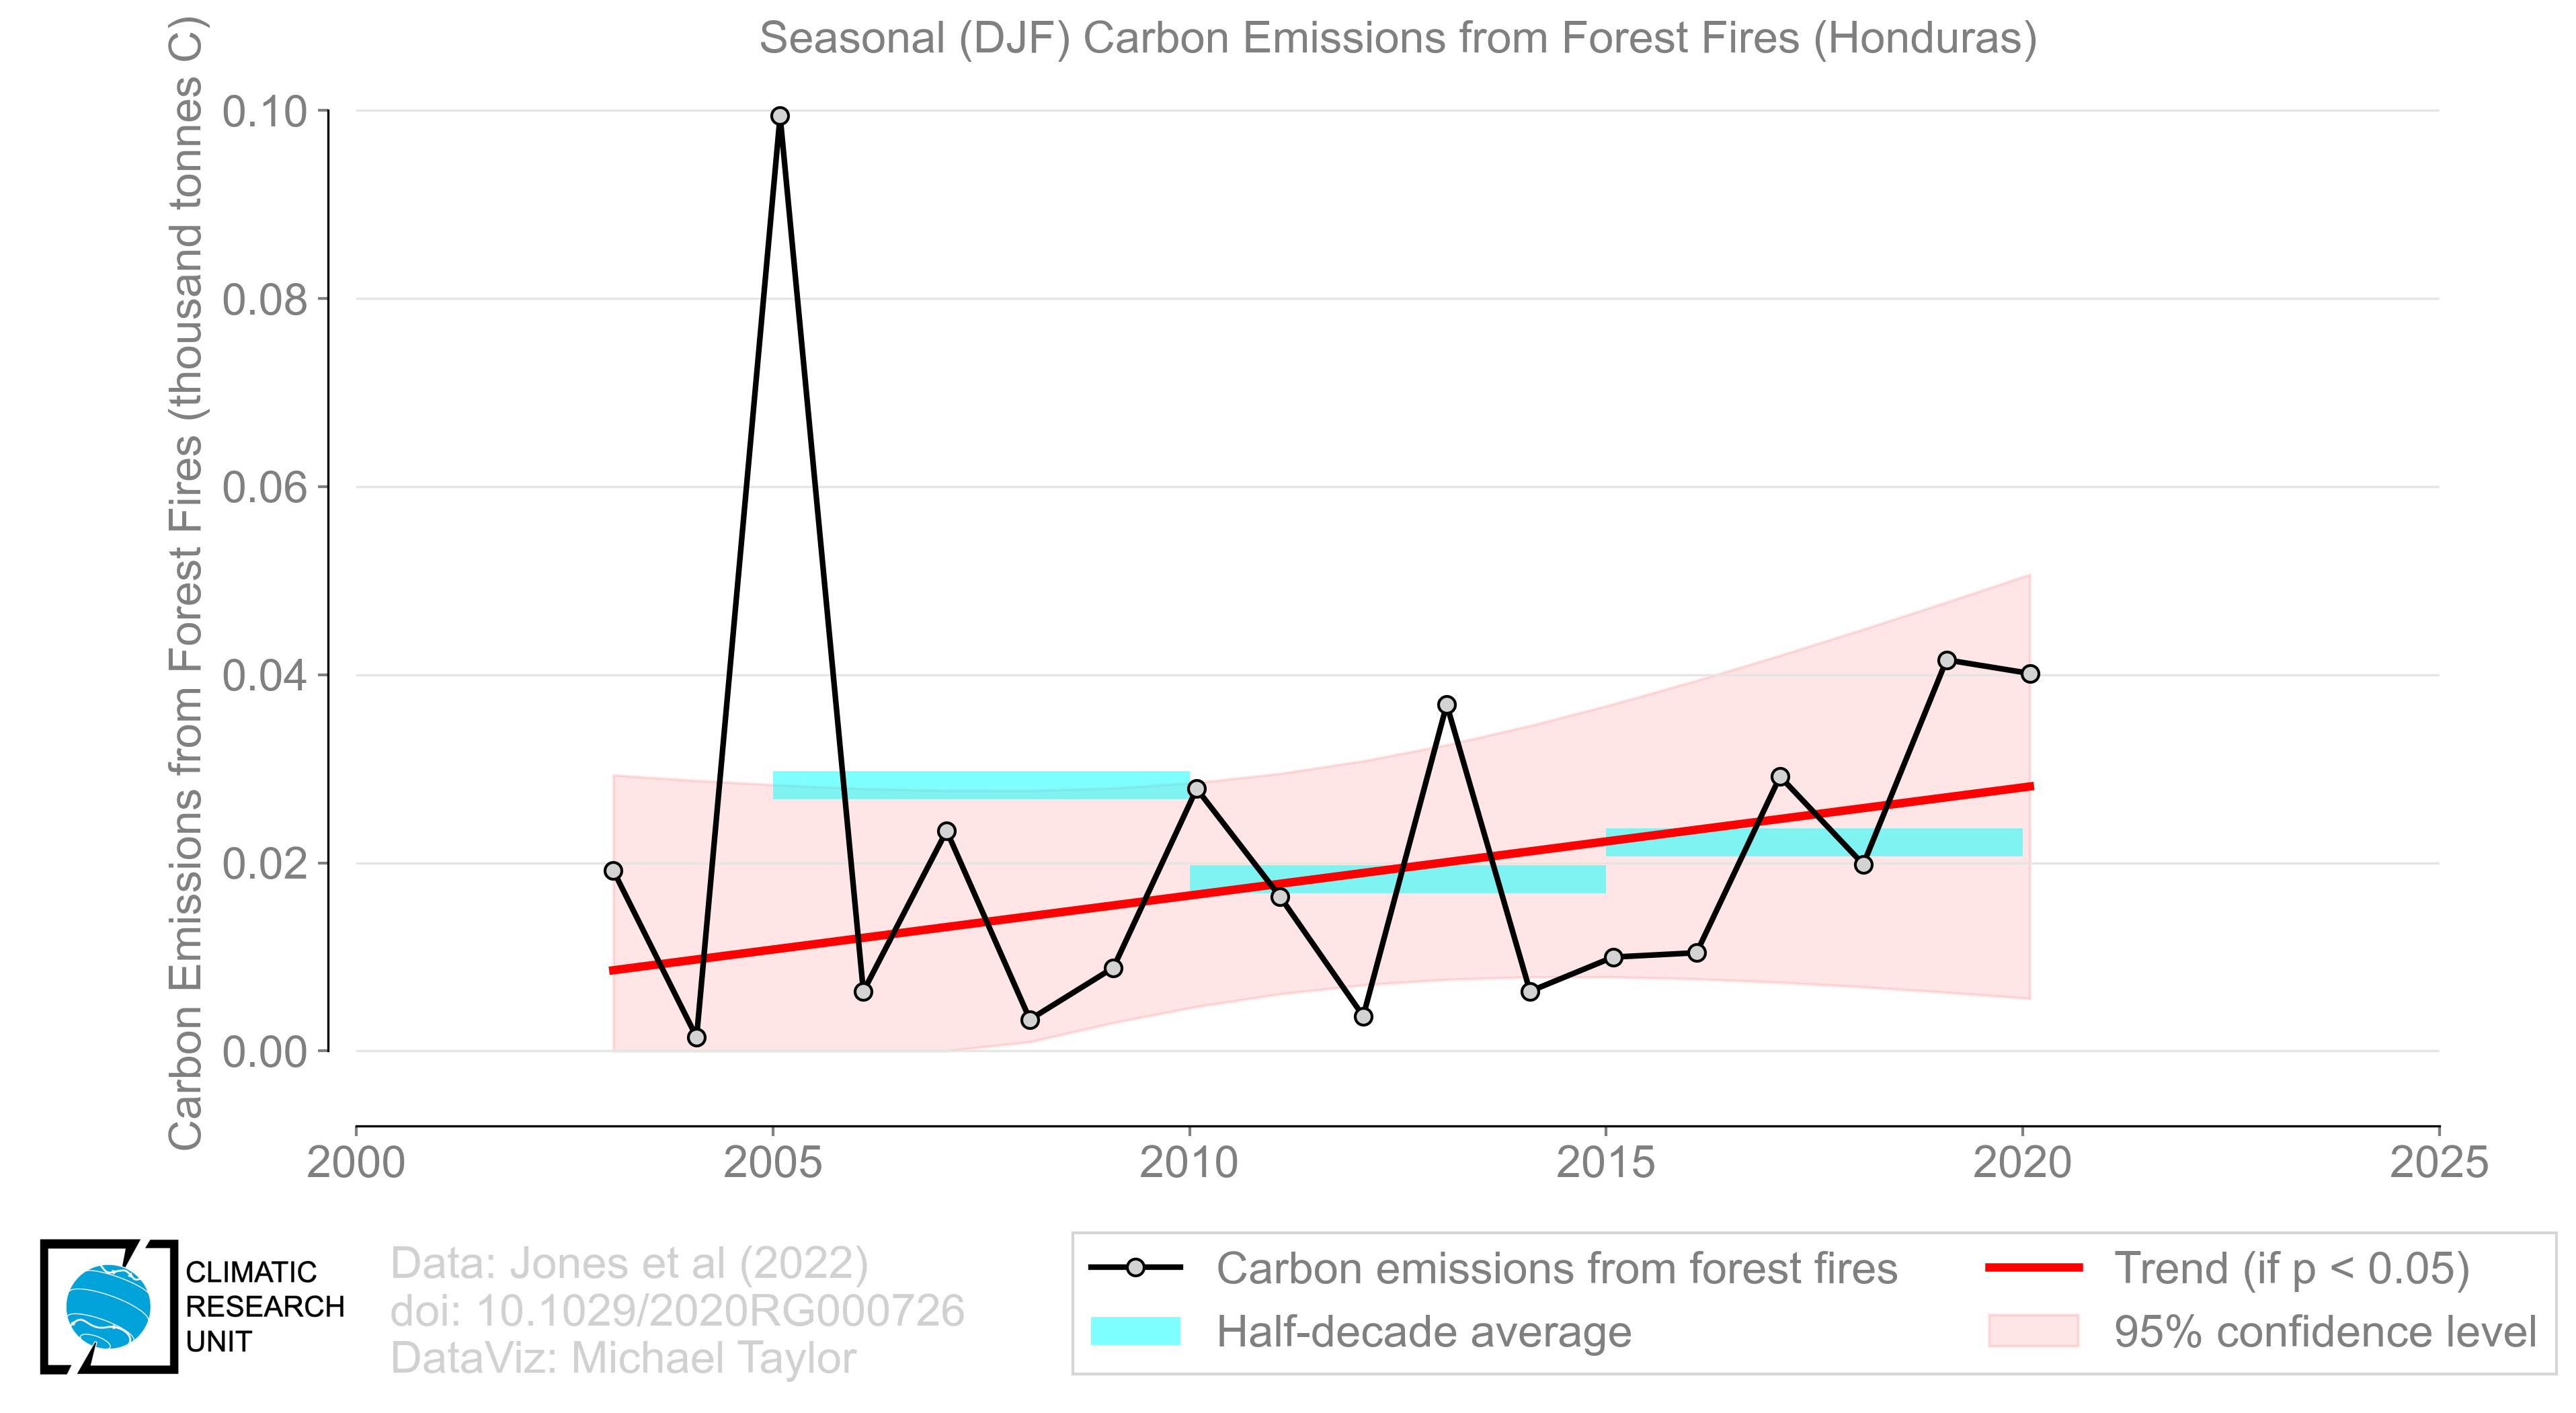 Seasonal (DJF) Carbon Emissions from Forest Fires (Honduras)
Carbon Emissions from Forest Fires (thousand tonnes C)
0.10
0.08
0.06
0.04
0.02
0.00
2000 2005 2010 2015 2020 2025
CLIMATIC
RESEARCH
UNIT
Data: Jones et al (2022)
doi: 10.1029/2020RG000726
DataViz: Michael Taylor
Carbon emissions from forest fires
Half-decade average
Trend (if p < 0.05)
95% confidence level